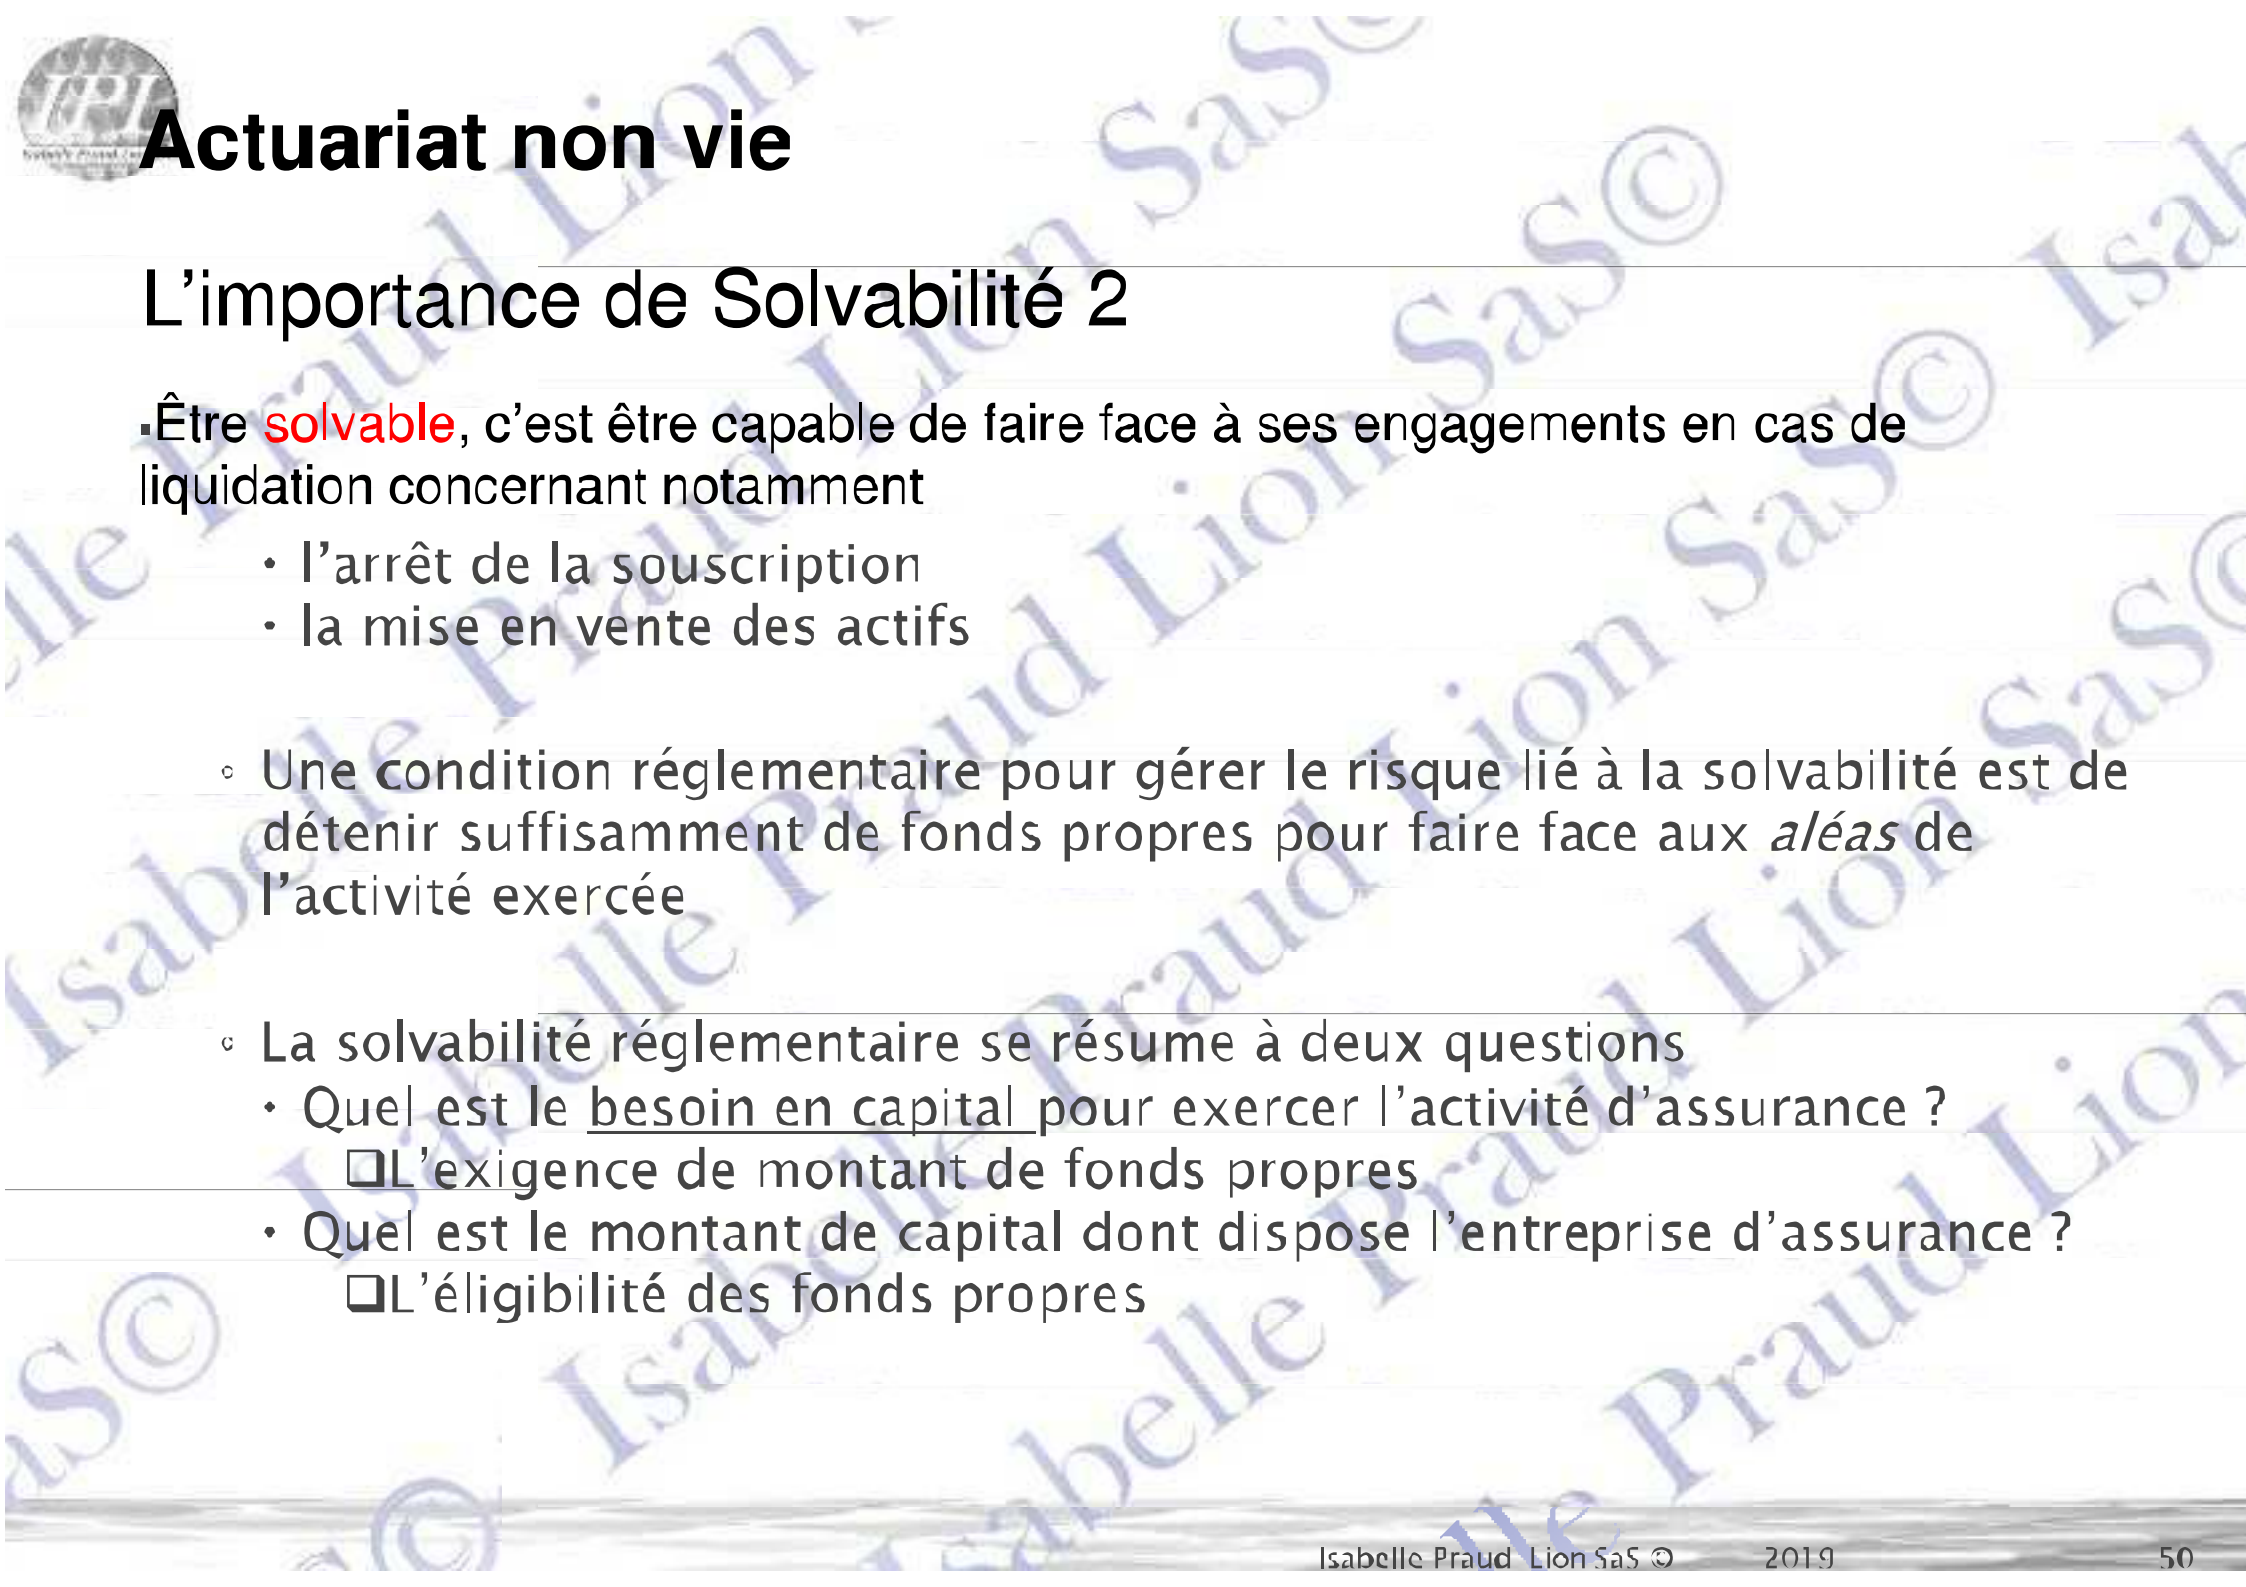 Actuariat non vie
L'importance de Solvabilité 2
▪Être solvable, c'est être capable de faire face à ses engagements en cas de
liquidation concernant notamment
• l'arrêt de la souscription
• la mise en vente des actifs
◦ Une condition réglementaire pour gérer le risque lié à la solvabilité est de
détenir suffisamment de fonds propres pour faire face aux aléas de
l'activité exercée
◦ La solvabilité réglementaire se résume à deux questions
• Quel est le besoin en capital pour exercer l'activité d'assurance ?
❑L'exigence de montant de fonds propres
• Quel est le montant de capital dont dispose l'entreprise d'assurance ?
❑L'éligibilité des fonds propres
Isabelle Praud Lion SaS © 2019 50